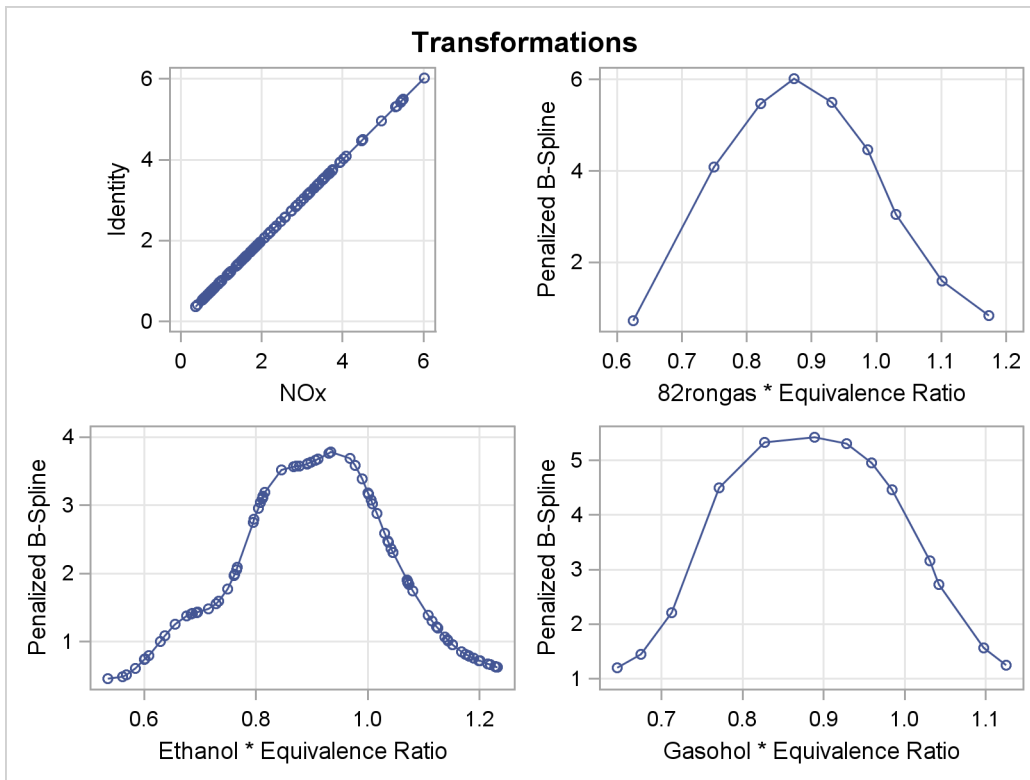 Transformations
6
4
2
0
Identity
0 2 4 6
NOx
6
4
2
Penalized B-Spline
0.6 0.7 0.8 0.9 1.0 1.1 1.2
82rongas * Equivalence Ratio
4
3
2
1
Penalized B-Spline
0.6 0.8 1.0 1.2
Ethanol * Equivalence Ratio
5
4
3
2
1
Penalized B-Spline
0.7 0.8 0.9 1.0 1.1
Gasohol * Equivalence Ratio